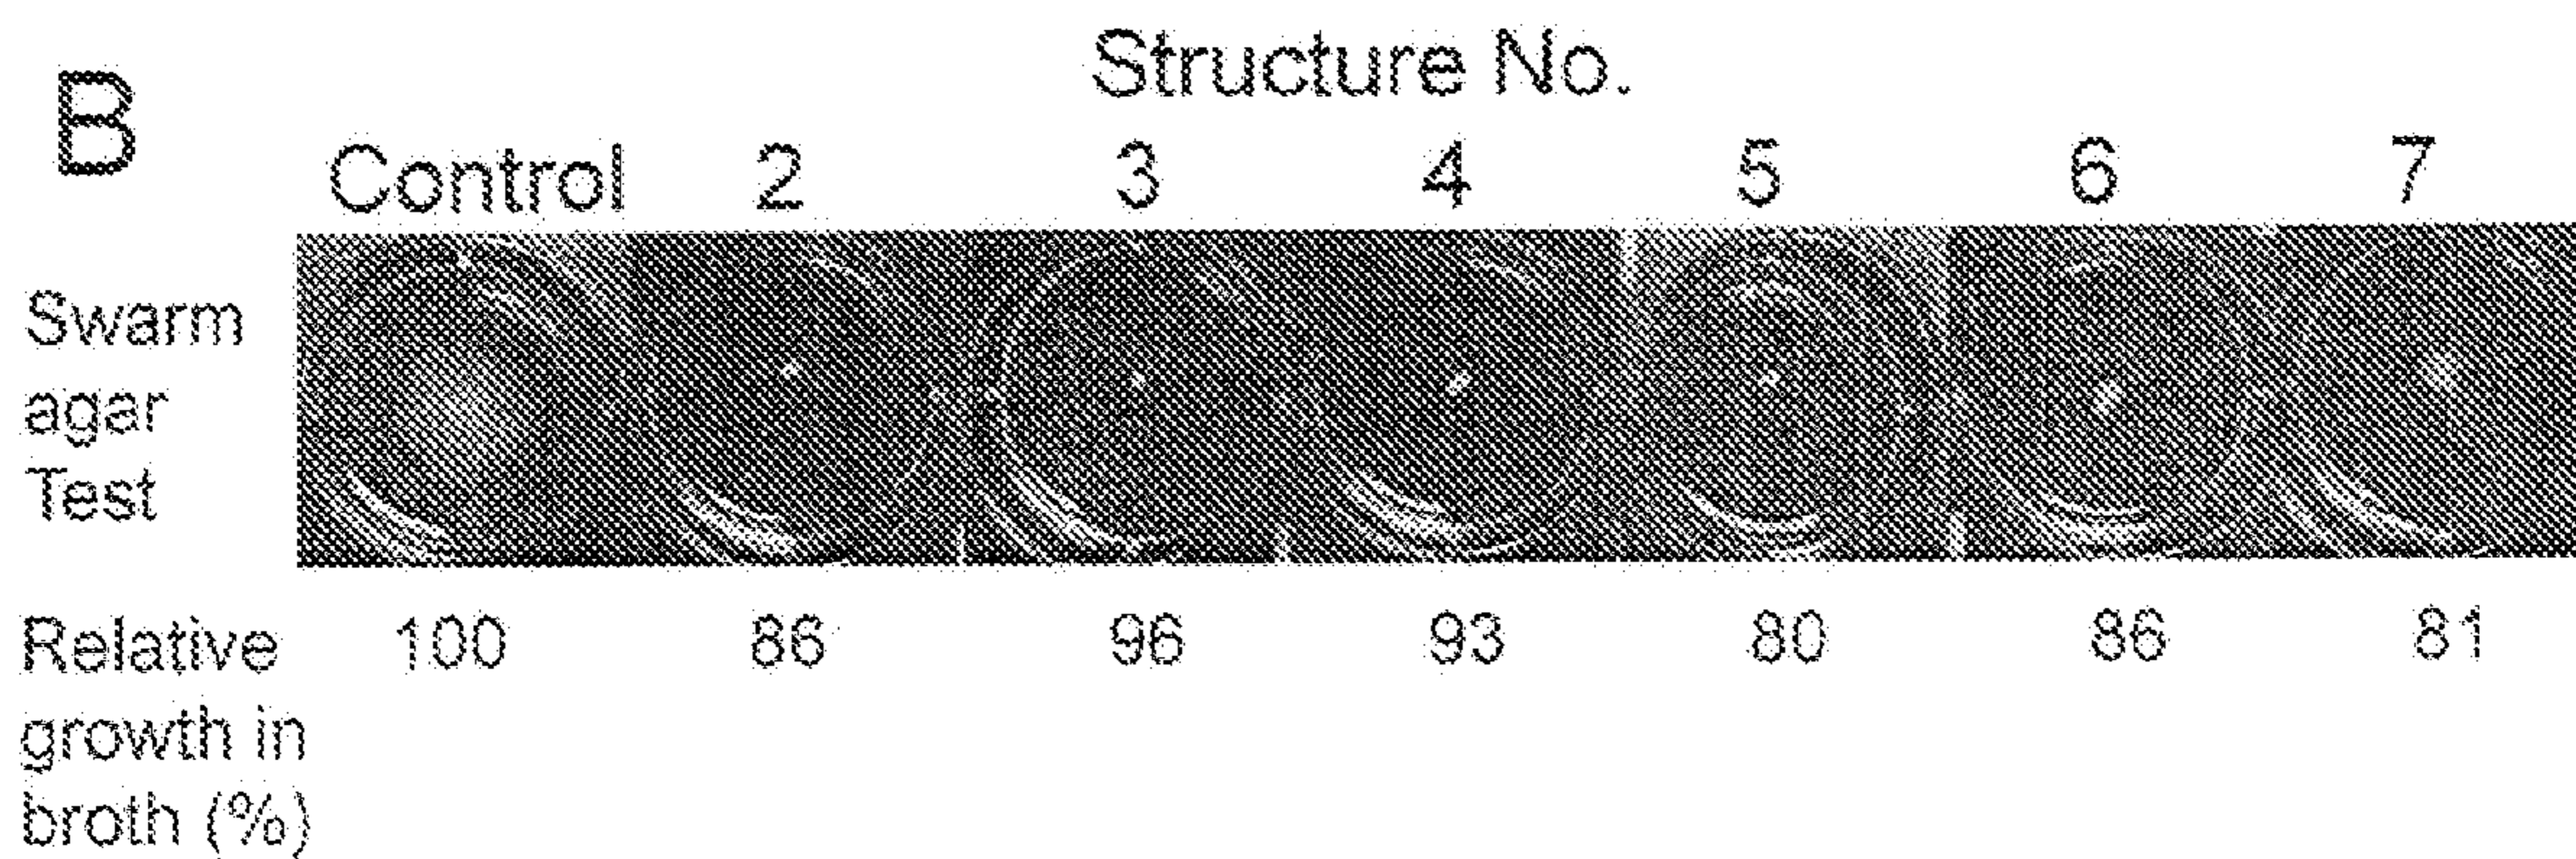 B
Structure No.
Control 2 3 4 5 6 7
Swarm
agar
Test
Relative 100 86 96 93 80 86 81
growth in
broth (%)